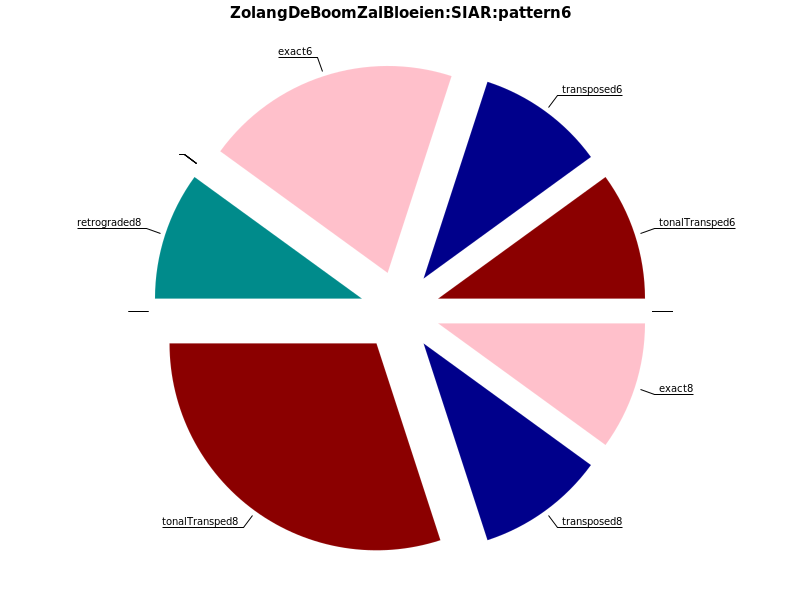 ZolangDeBoomZalBloeien:SIAR:pattern6
exact6
transposed6
retrograded8
tonalTransped6
exact8
tonalTransped8
transposed8